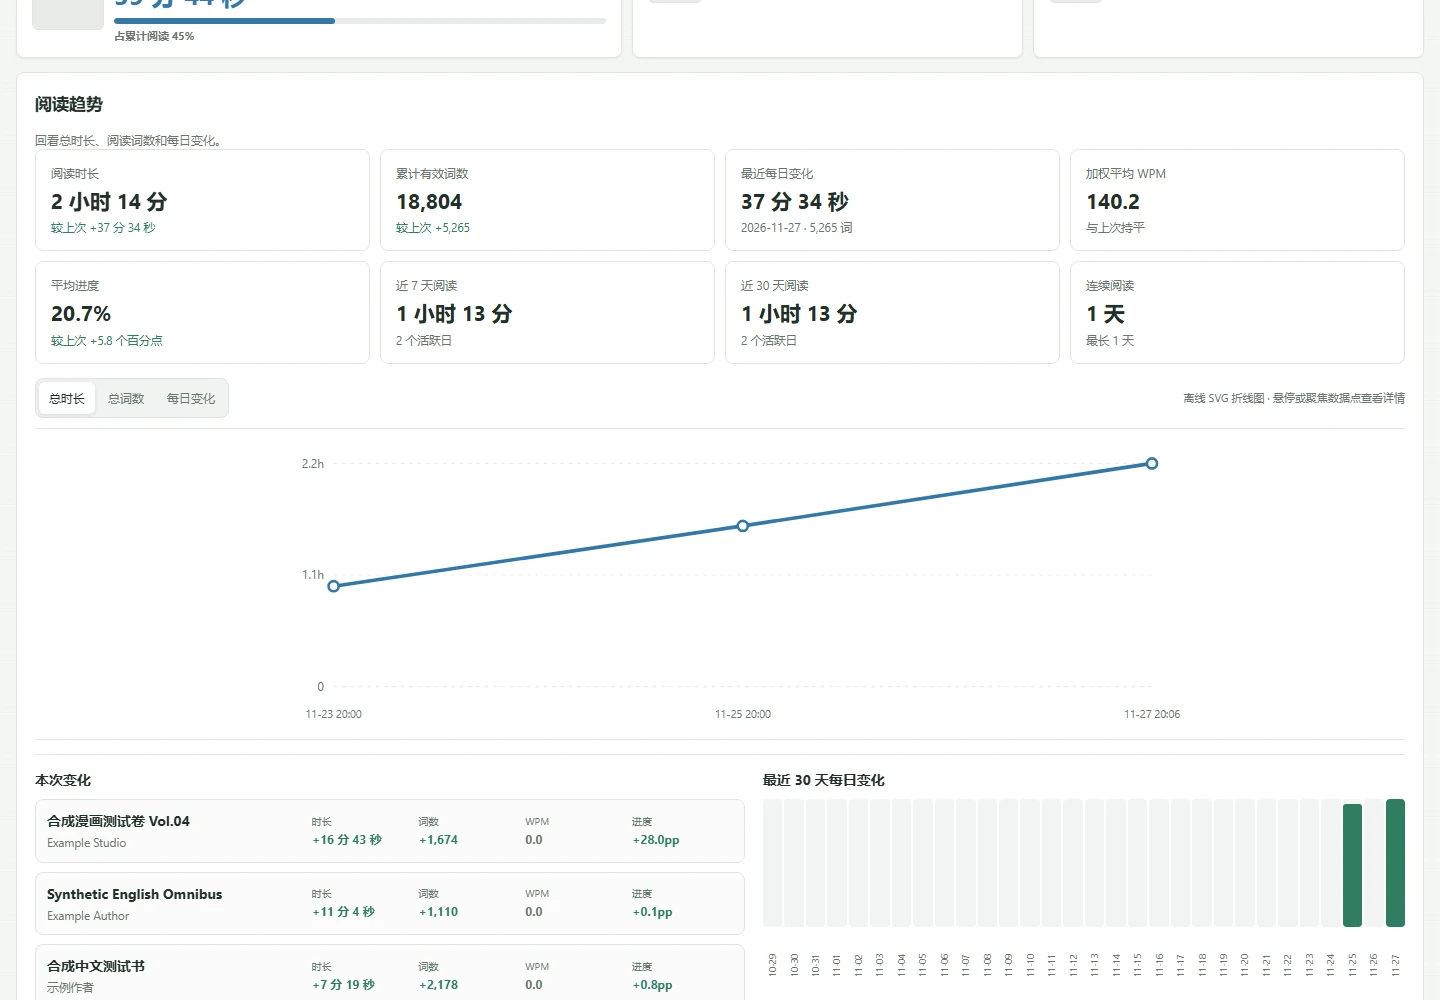 占累计阅读 45%
阅读趋势
回看总时长、阅读词数和每日变化。
阅读时长
2 小时 14 分
较上次 +37 分 34 秒
累计有效词数
18,804
较上次 +5,265
最近每日变化
37 分 34 秒
2026-11-27 · 5,265 词
加权平均 WPM
140.2
与上次持平
平均进度
20.7%
较上次 +5.8 个百分点
近 7 天阅读
1 小时 13 分
2 个活跃日
近 30 天阅读
1 小时 13 分
2 个活跃日
连续阅读
1 天
最长 1 天
总时长 总词数 每日变化
离线 SVG 折线图 · 悬停或聚焦数据点查看详情
2.2h
1.1h
0
11-23 20:00 11-25 20:00 11-27 20:06
本次变化
合成漫画测试卷 Vol.04
Example Studio
时长 词数 WPM 进度
+16 分 43 秒 +1,674 0.0 +28.0pp
Synthetic English Omnibus
Example Author
时长 词数 WPM 进度
+11 分 4 秒 +1,110 0.0 +0.1pp
合成中文测试书
示例作者
时长 词数 WPM 进度
+7 分 19 秒 +2,178 0.0 +0.8pp
最近 30 天每日变化
10-29 10-30 10-31 11-01 11-02 11-03 11-04 11-05 11-06 11-07 11-08 11-09 11-10 11-11 11-12 11-13 11-14 11-15 11-16 11-17 11-18 11-19 11-20 11-21 11-22 11-23 11-24 11-25 11-26 11-27